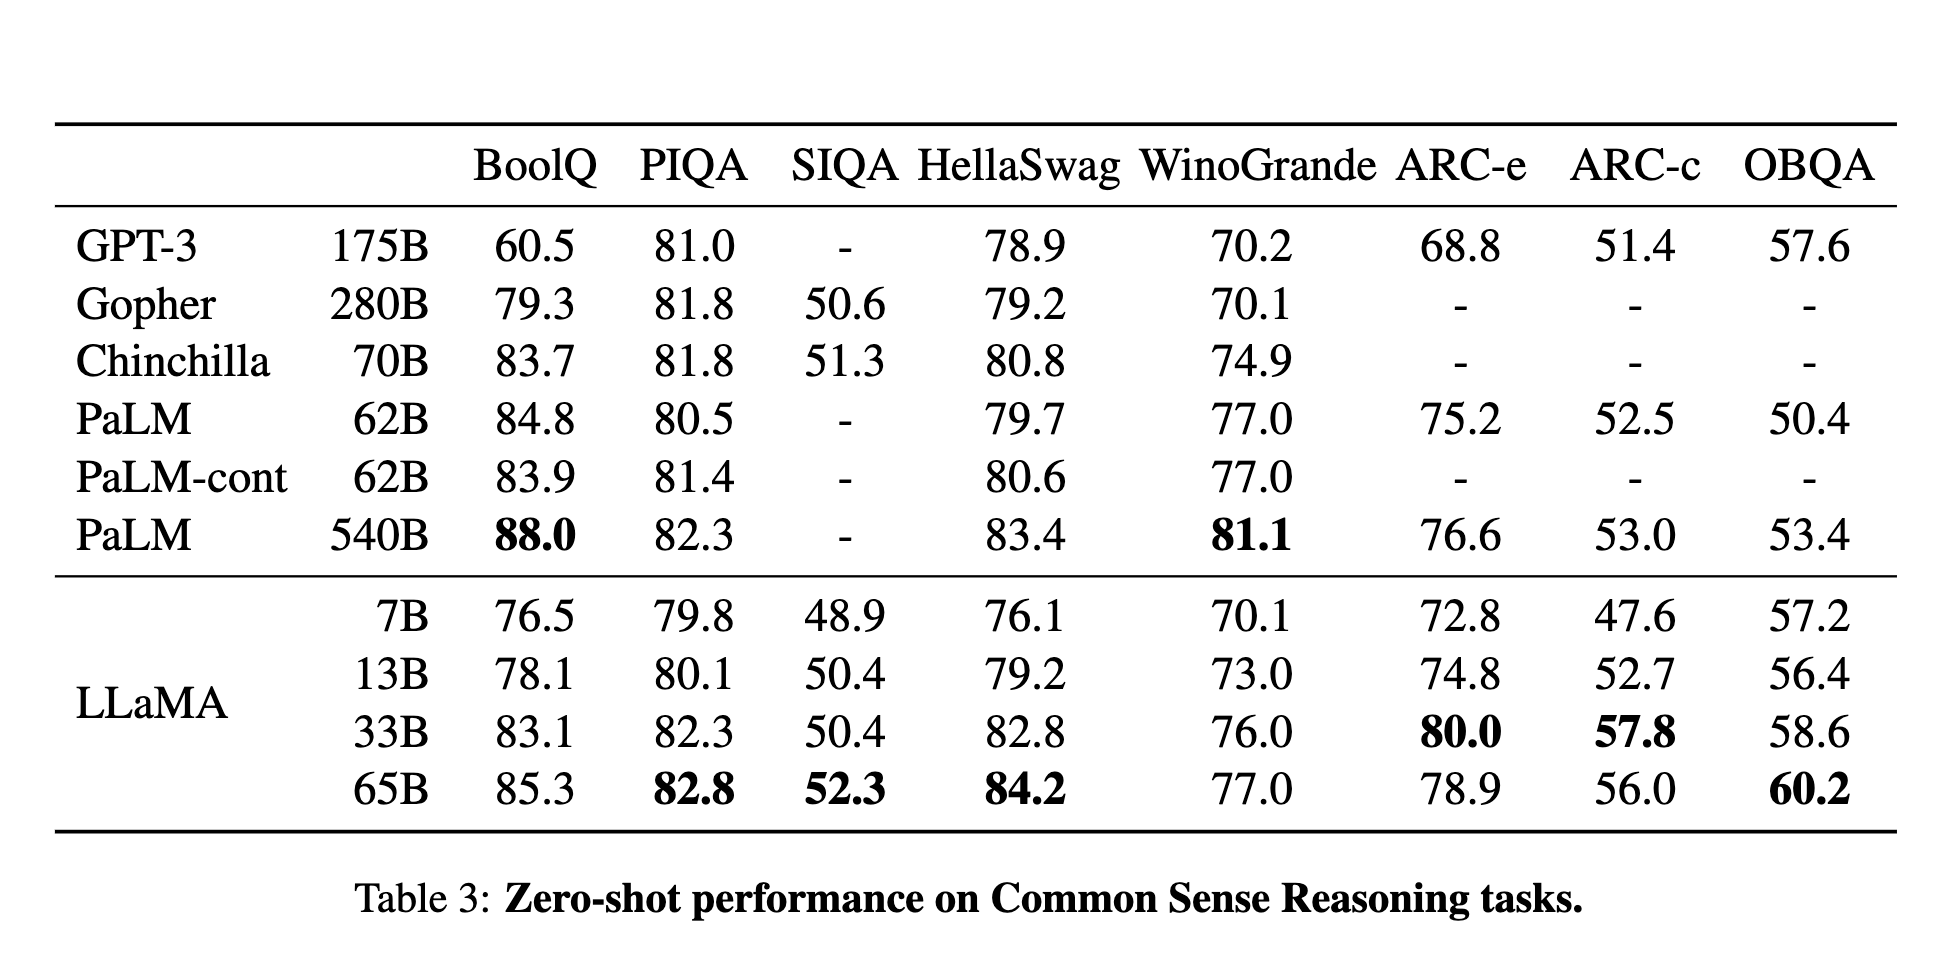 BoolQ PIQA SIQA HellaSwag WinoGrande ARC-e ARC-c OBQA
GPT-3 175B 60.5 81.0 - 78.9 70.2 68.8 51.4 57.6
Gopher 280B 79.3 81.8 50.6 79.2 70.1 - - -
Chinchilla 70B 83.7 81.8 51.3 80.8 74.9 - - -
PaLM 62B 84.8 80.5 - 79.7 77.0 75.2 52.5 50.4
PaLM-cont 62B 83.9 81.4 - 80.6 77.0 - - -
PaLM 540B 88.0 82.3 - 83.4 81.1 76.6 53.0 53.4
7B 76.5 79.8 48.9 76.1 70.1 72.8 47.6 57.2
13B 78.1 80.1 50.4 79.2 73.0 74.8 52.7 56.4
LLaMA
33B 83.1 82.3 50.4 82.8 76.0 80.0 57.8 58.6
65B 85.3 82.8 52.3 84.2 77.0 78.9 56.0 60.2
Table 3: Zero-shot performance on Common Sense Reasoning tasks.